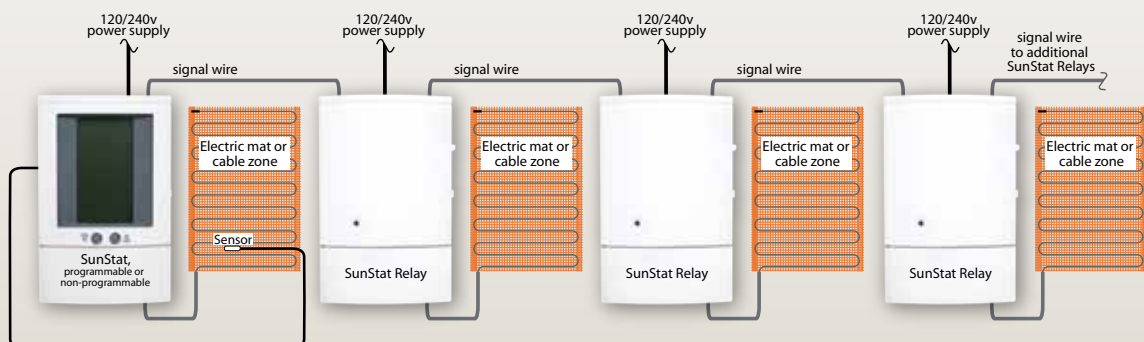 120/240v
power supply
120/240v
power supply
120/240v
power supply
120/240v
power supply
signal wire
to additional
SunStat Relays
signal wire
signal wire
signal wire
Electric mat or
cable zone
Electric mat or
cable zone
Electric mat or
cable zone
Electric mat or
cable zone
Sensor
SunStat,
programmable or
non-programmable
SunStat Relay
SunStat Relay
SunStat Relay